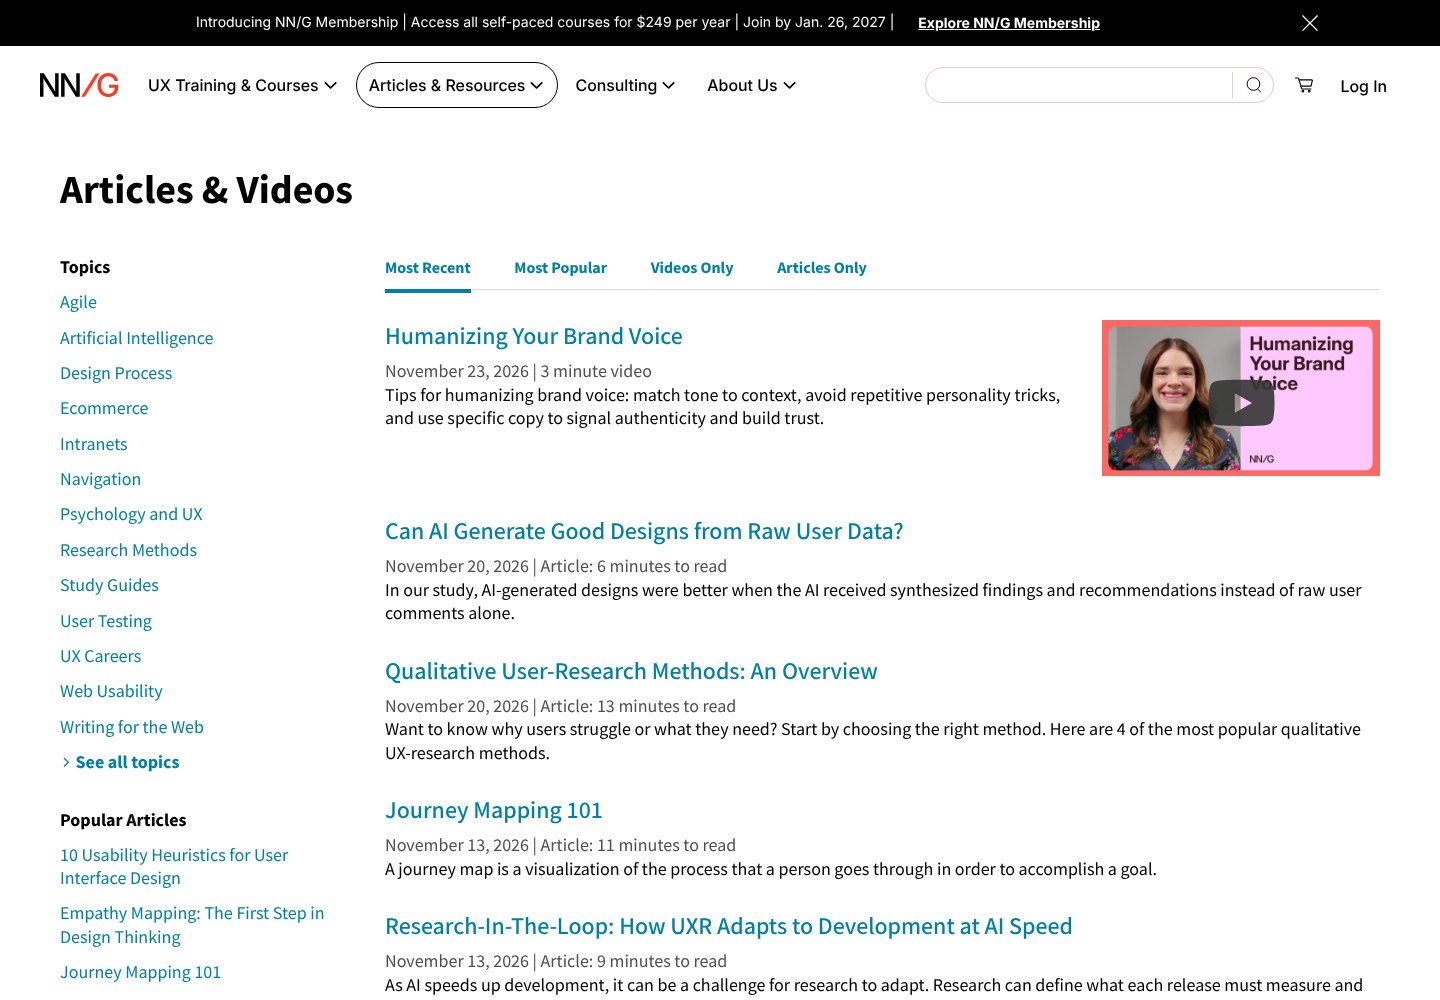 Introducing NN/G Membership | Access all self-paced courses for $249 per year | Join by Jan. 26, 2027 | Explore NN/G Membership
NN/G
UX Training & Courses
Articles & Resources
Consulting
About Us
Log In
Articles & Videos
Topics
Agile
Artificial Intelligence
Design Process
Ecommerce
Intranets
Navigation
Psychology and UX
Research Methods
Study Guides
User Testing
UX Careers
Web Usability
Writing for the Web
See all topics
Popular Articles
10 Usability Heuristics for User
Interface Design
Empathy Mapping: The First Step in
Design Thinking
Journey Mapping 101
Most Recent
Most Popular
Videos Only
Articles Only
Humanizing Your Brand Voice
November 23, 2026 | 3 minute video
Tips for humanizing brand voice: match tone to context, avoid repetitive personality tricks,
and use specific copy to signal authenticity and build trust.
Humanizing
Your Brand
Voice
NN/G
Can AI Generate Good Designs from Raw User Data?
November 20, 2026 | Article: 6 minutes to read
In our study, AI-generated designs were better when the AI received synthesized findings and recommendations instead of raw user
comments alone.
Qualitative User-Research Methods: An Overview
November 20, 2026 | Article: 13 minutes to read
Want to know why users struggle or what they need? Start by choosing the right method. Here are 4 of the most popular qualitative
UX-research methods.
Journey Mapping 101
November 13, 2026 | Article: 11 minutes to read
A journey map is a visualization of the process that a person goes through in order to accomplish a goal.
Research-In-The-Loop: How UXR Adapts to Development at AI Speed
November 13, 2026 | Article: 9 minutes to read
As AI speeds up development, it can be a challenge for research to adapt. Research can define what each release must measure and